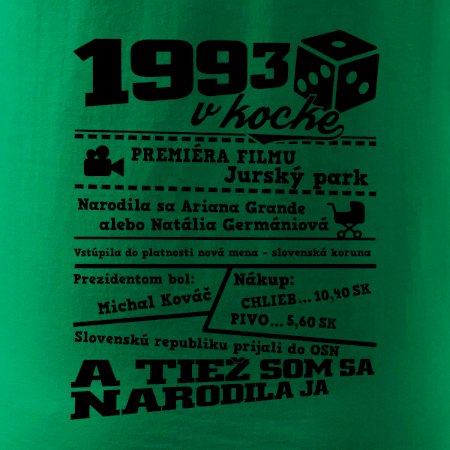 1993
v kocke
PREMIÉRA FILMU
Jurský park
Narodila sa Ariana Grande
alebo Natália Germániová
Vstúpila do platnosti nová mena - slovenská koruna
Prezidentom bol:
Michal Kováč
Nákup:
CHLIEB... 10,40 SK
PIVO... 5,60 SK
Slovenskú republiku prijali do OSN
A TIEŽ SOM SA
NARODILA JA